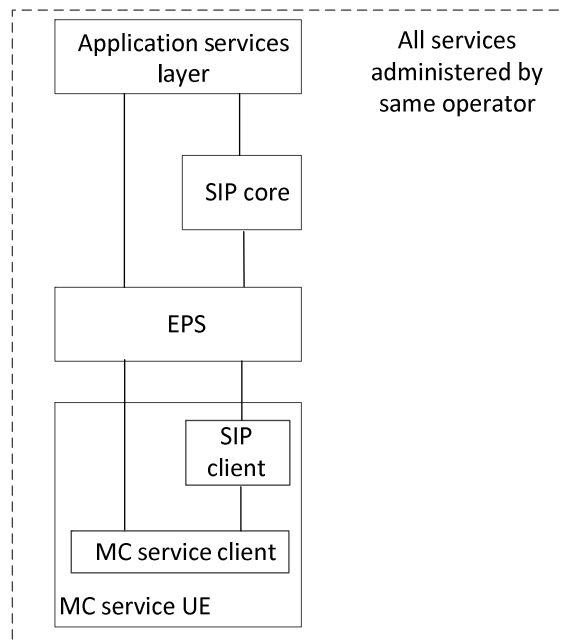 Application services
layer
All services
administered by
same operator
SIP core
EPS
SIP
client
MC service client
MC service UE